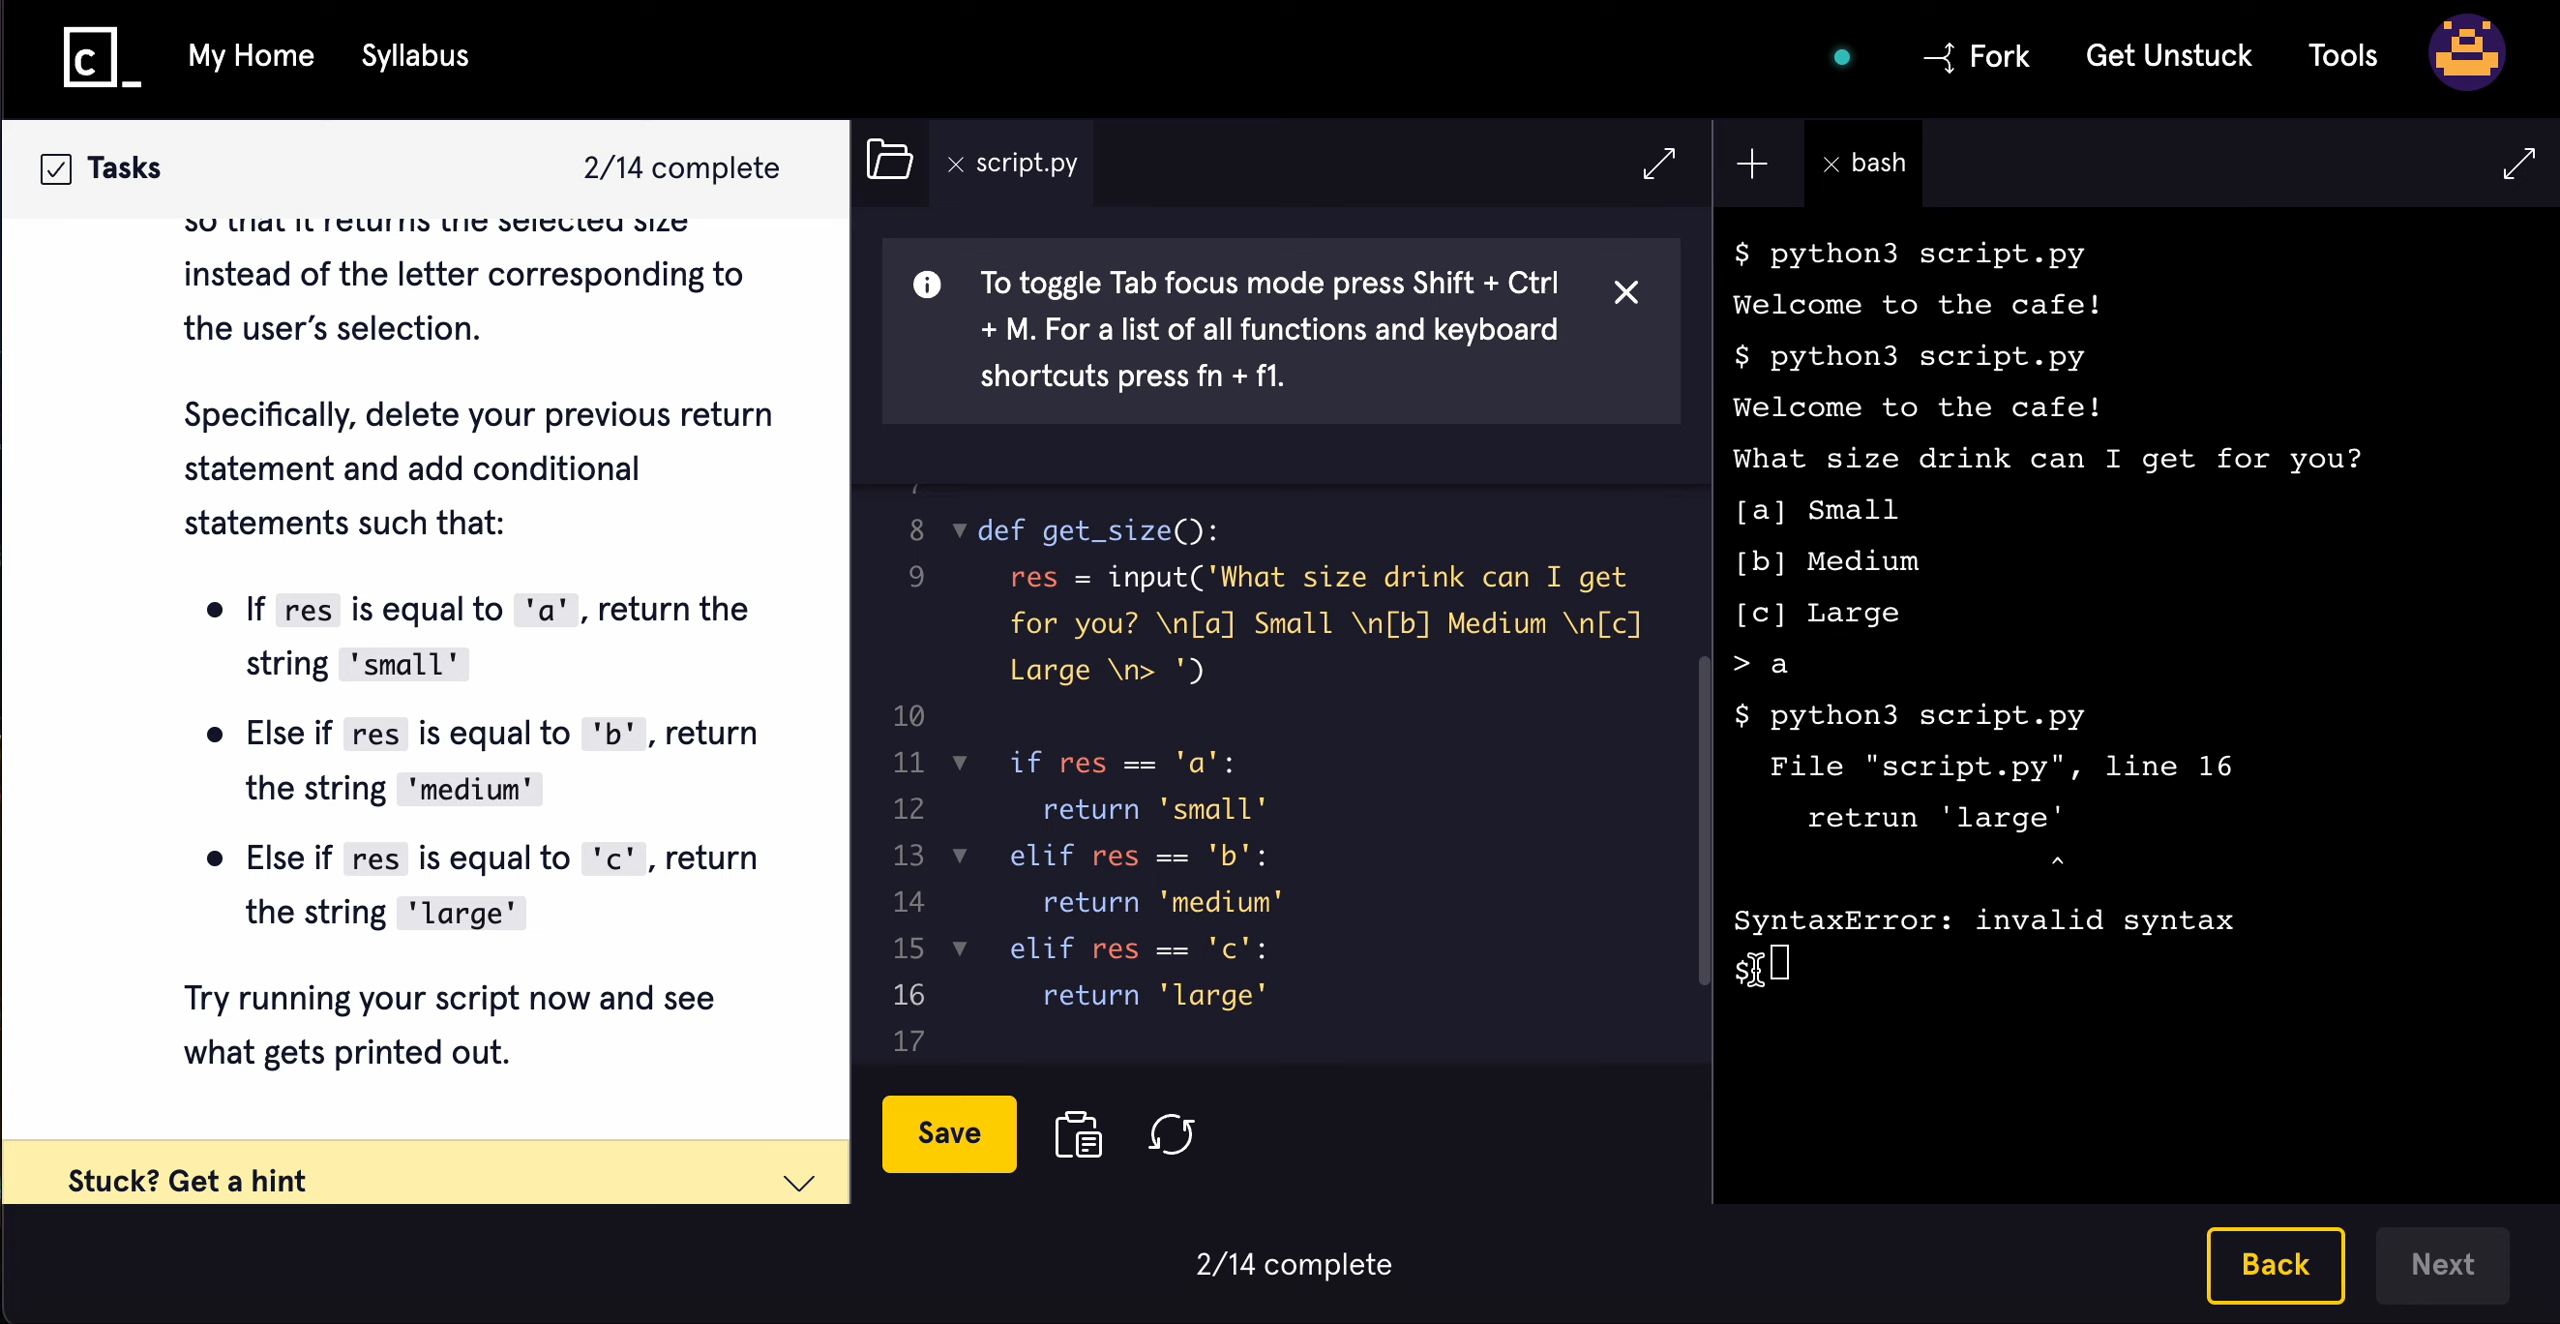 C_ My Home Syllabus Fork Get Unstuck Tools
Tasks 2/14 complete
so that it returns the selected size
instead of the letter corresponding to
the user’s selection.
Specifically, delete your previous return
statement and add conditional
statements such that:
If res is equal to 'a', return the
string 'small'
Else if res is equal to 'b', return
the string 'medium'
Else if res is equal to 'c', return
the string 'large'
Try running your script now and see
what gets printed out.
Stuck? Get a hint
script.py
To toggle Tab focus mode press Shift + Ctrl
+ M. For a list of all functions and keyboard
shortcuts press fn + f1.
7
8 def get_size():
9 res = input('What size drink can I get
for you? \n[a] Small \n[b] Medium \n[c]
Large \n> ')
10
11 if res == 'a':
12 return 'small'
13 elif res == 'b':
14 return 'medium'
15 elif res == 'c':
16 return 'large'
17
Save
bash
$ python3 script.py
Welcome to the cafe!
$ python3 script.py
Welcome to the cafe!
What size drink can I get for you?
[a] Small
[b] Medium
[c] Large
> a
$ python3 script.py
File "script.py", line 16
retrun 'large'
^
SyntaxError: invalid syntax
$
2/14 complete
Back Next